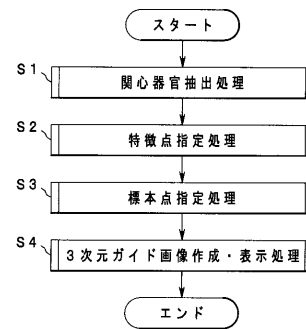 スタート
S1
関心器官抽出処理
S2
特徴点指定処理
S3
標本点指定処理
S4
3次元ガイド画像作成・表示処理
エンド